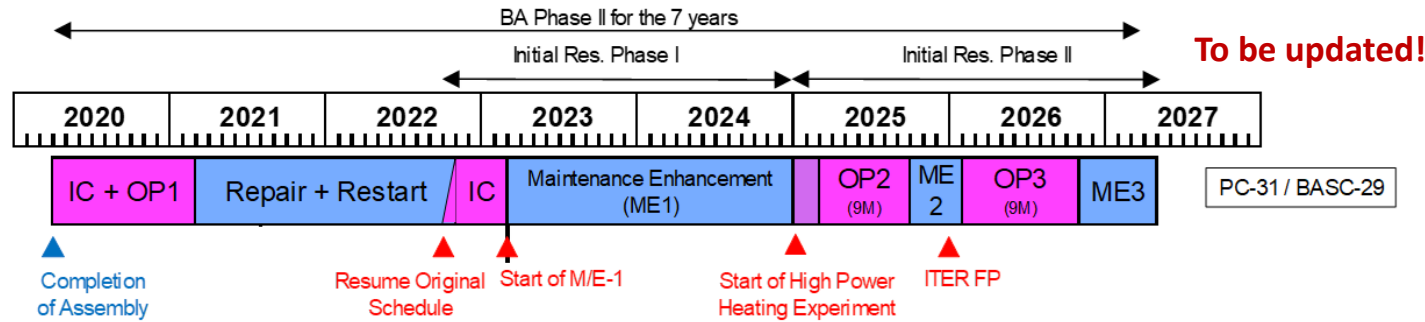 BA Phase II for the 7 years
To be updated!
Initial Res. Phase I
Initial Res. Phase II
2020
2021
2022
2023
2024
2025
2026
2027
IC + OP1
Repair + Restart
IC
Maintenance Enhancement
(ME1)
OP2
(9M)
ME
2
OP3
(9M)
ME3
PC-31 / BASC-29
Completion
of Assembly
Resume Original
Schedule
Start of M/E-1
Start of High Power
Heating Experiment
ITER FP